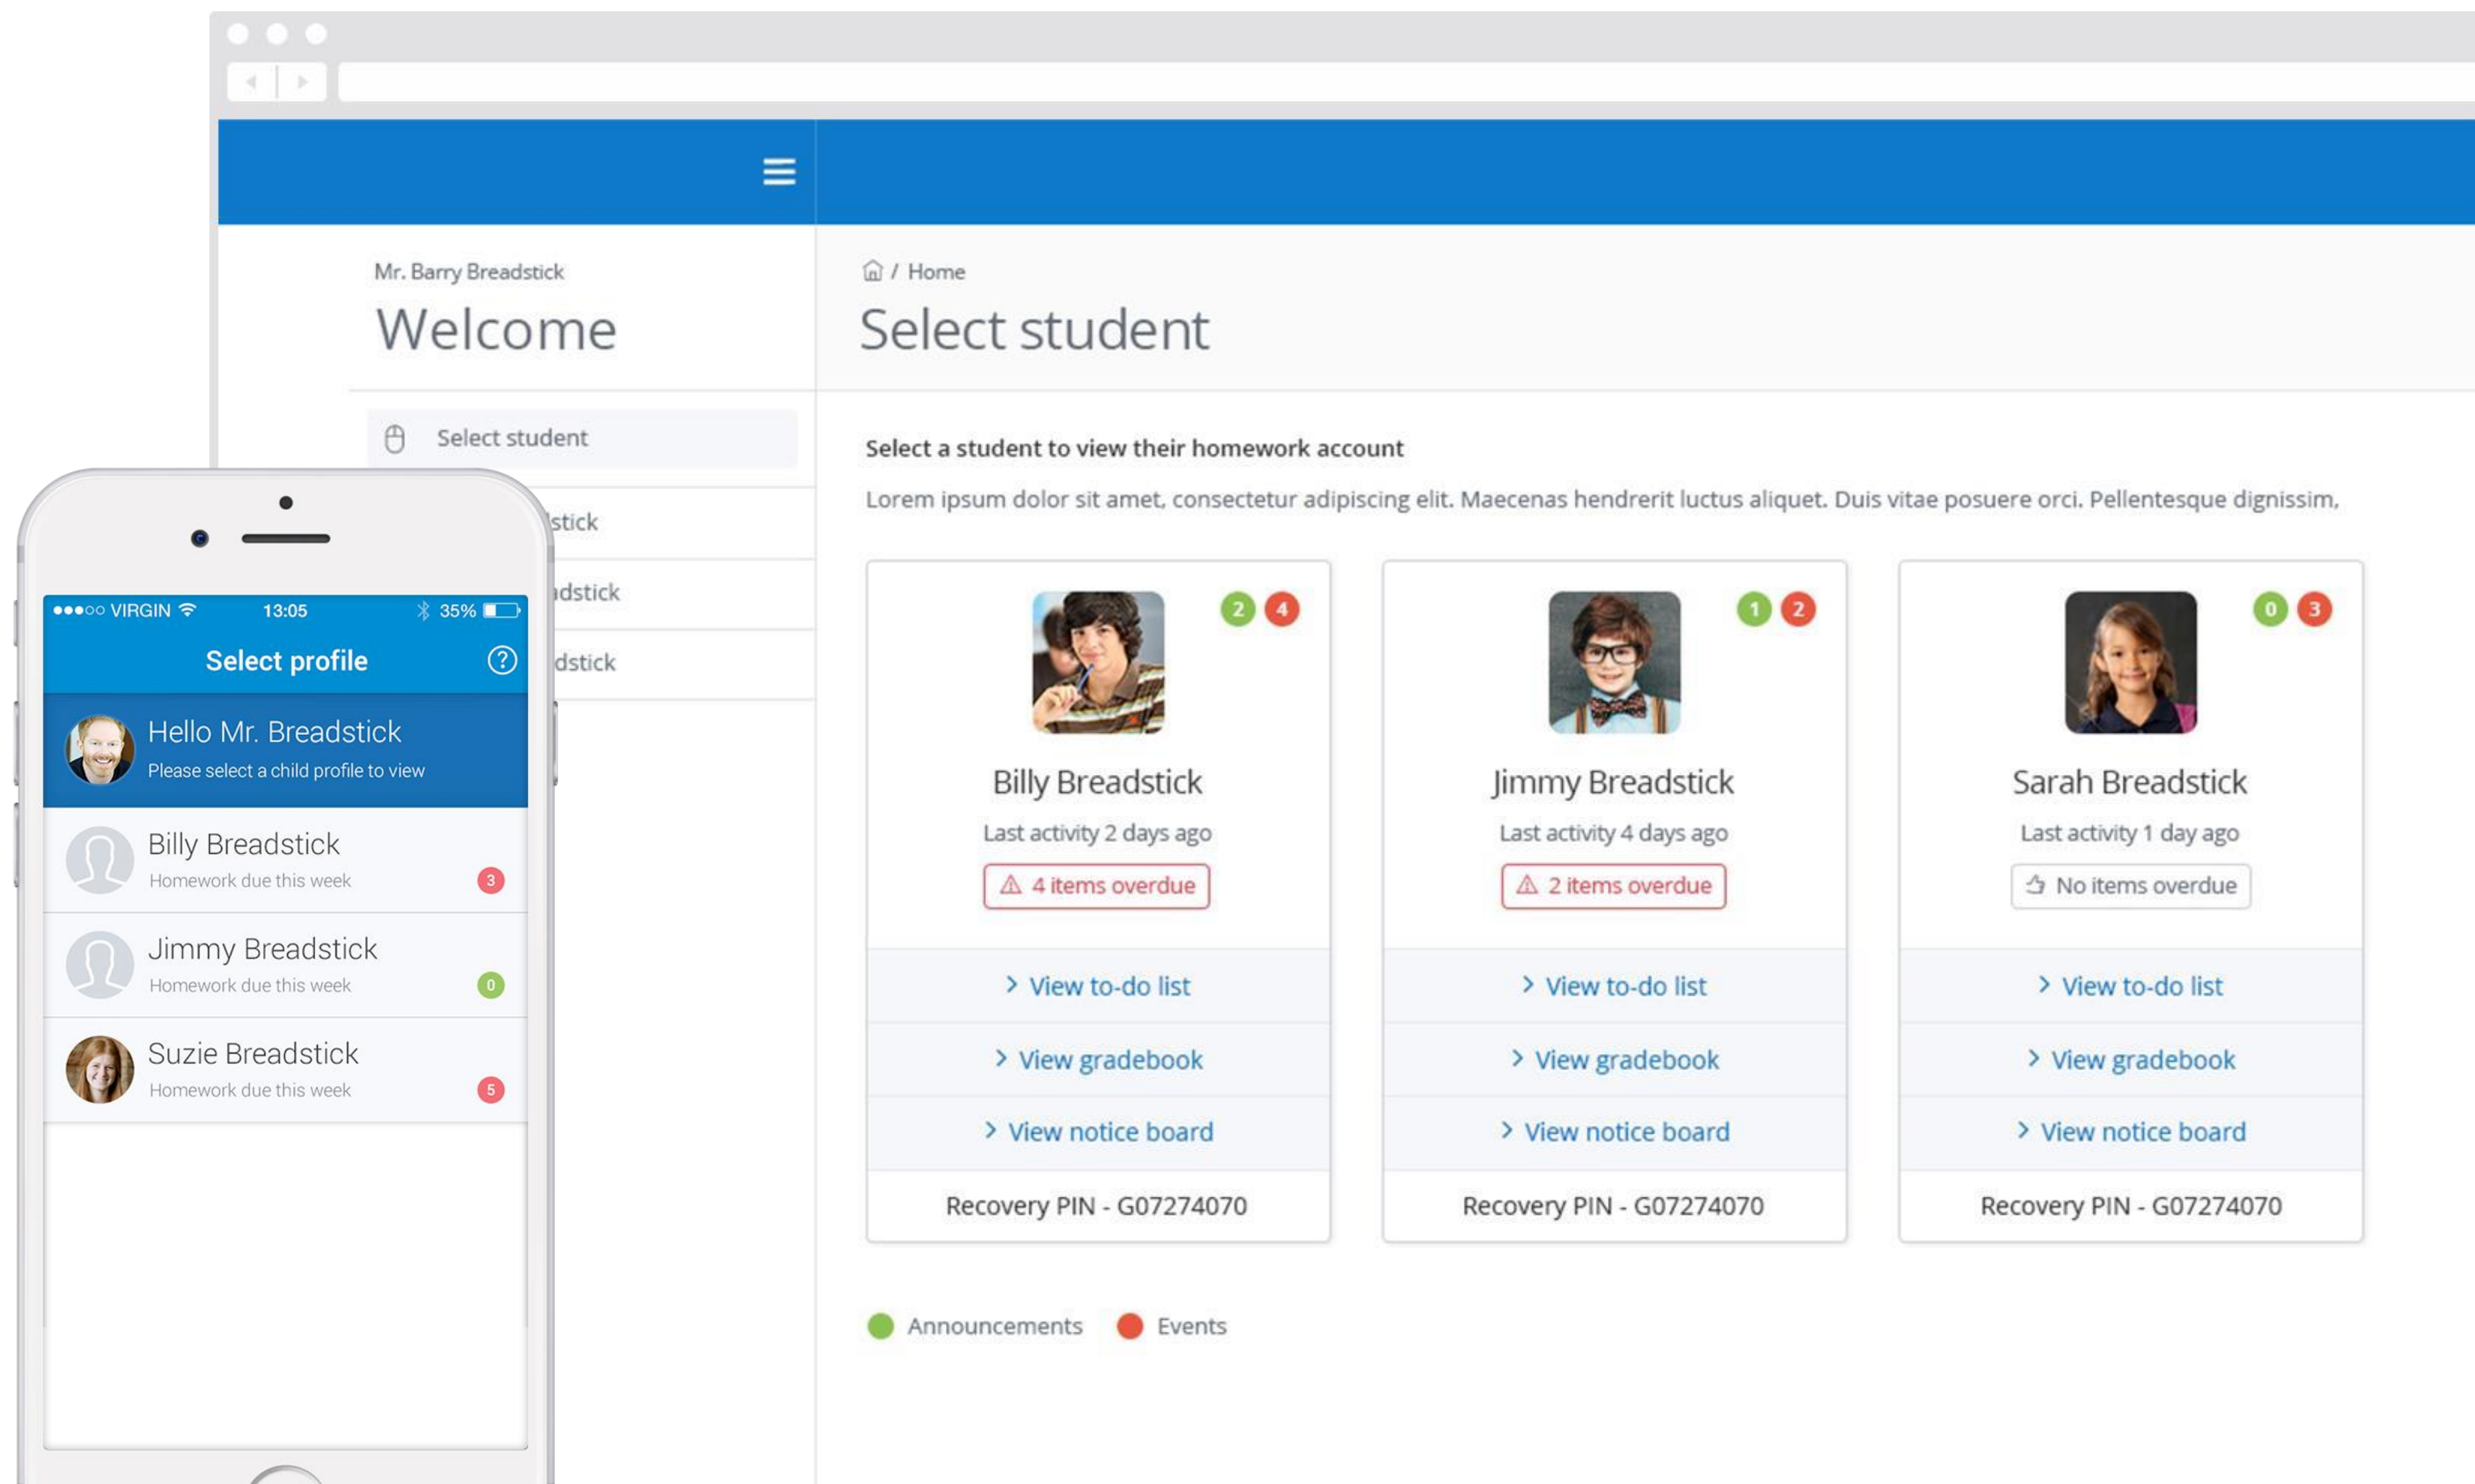 Mr. Barry Breadstick
Welcome
Select student
stick
adstick
dstick
/ Home
Select student
Select a student to view their homework account
Lorem ipsum dolor sit amet, consectetur adipiscing elit. Maecenas hendrerit luctus aliquet. Duis vitae posuere orci. Pellentesque dignissim,
2 4
Billy Breadstick
Last activity 2 days ago
4 items overdue
View to-do list
View gradebook
View notice board
Recovery PIN - G07274070
1 2
Jimmy Breadstick
Last activity 4 days ago
2 items overdue
View to-do list
View gradebook
View notice board
Recovery PIN - G07274070
0 3
Sarah Breadstick
Last activity 1 day ago
No items overdue
View to-do list
View gradebook
View notice board
Recovery PIN - G07274070
Announcements Events
VIRGIN 13:05 35%
Select profile ?
Hello Mr. Breadstick
Please select a child profile to view
Billy Breadstick
Homework due this week 3
Jimmy Breadstick
Homework due this week 0
Suzie Breadstick
Homework due this week 5